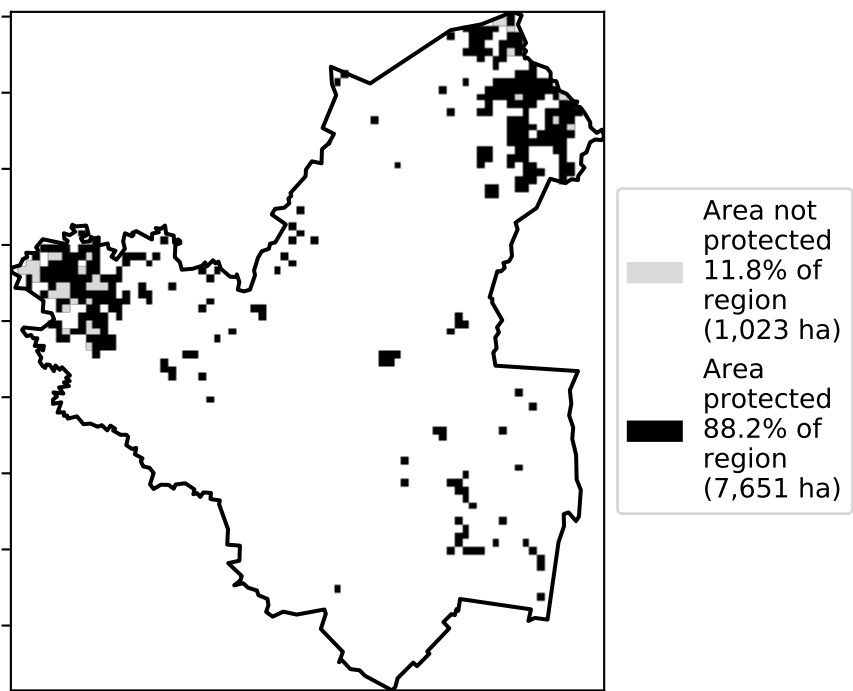 Area not
protected
11.8% of
region
(1,023 ha)
Area
protected
88.2% of
region
(7,651 ha)